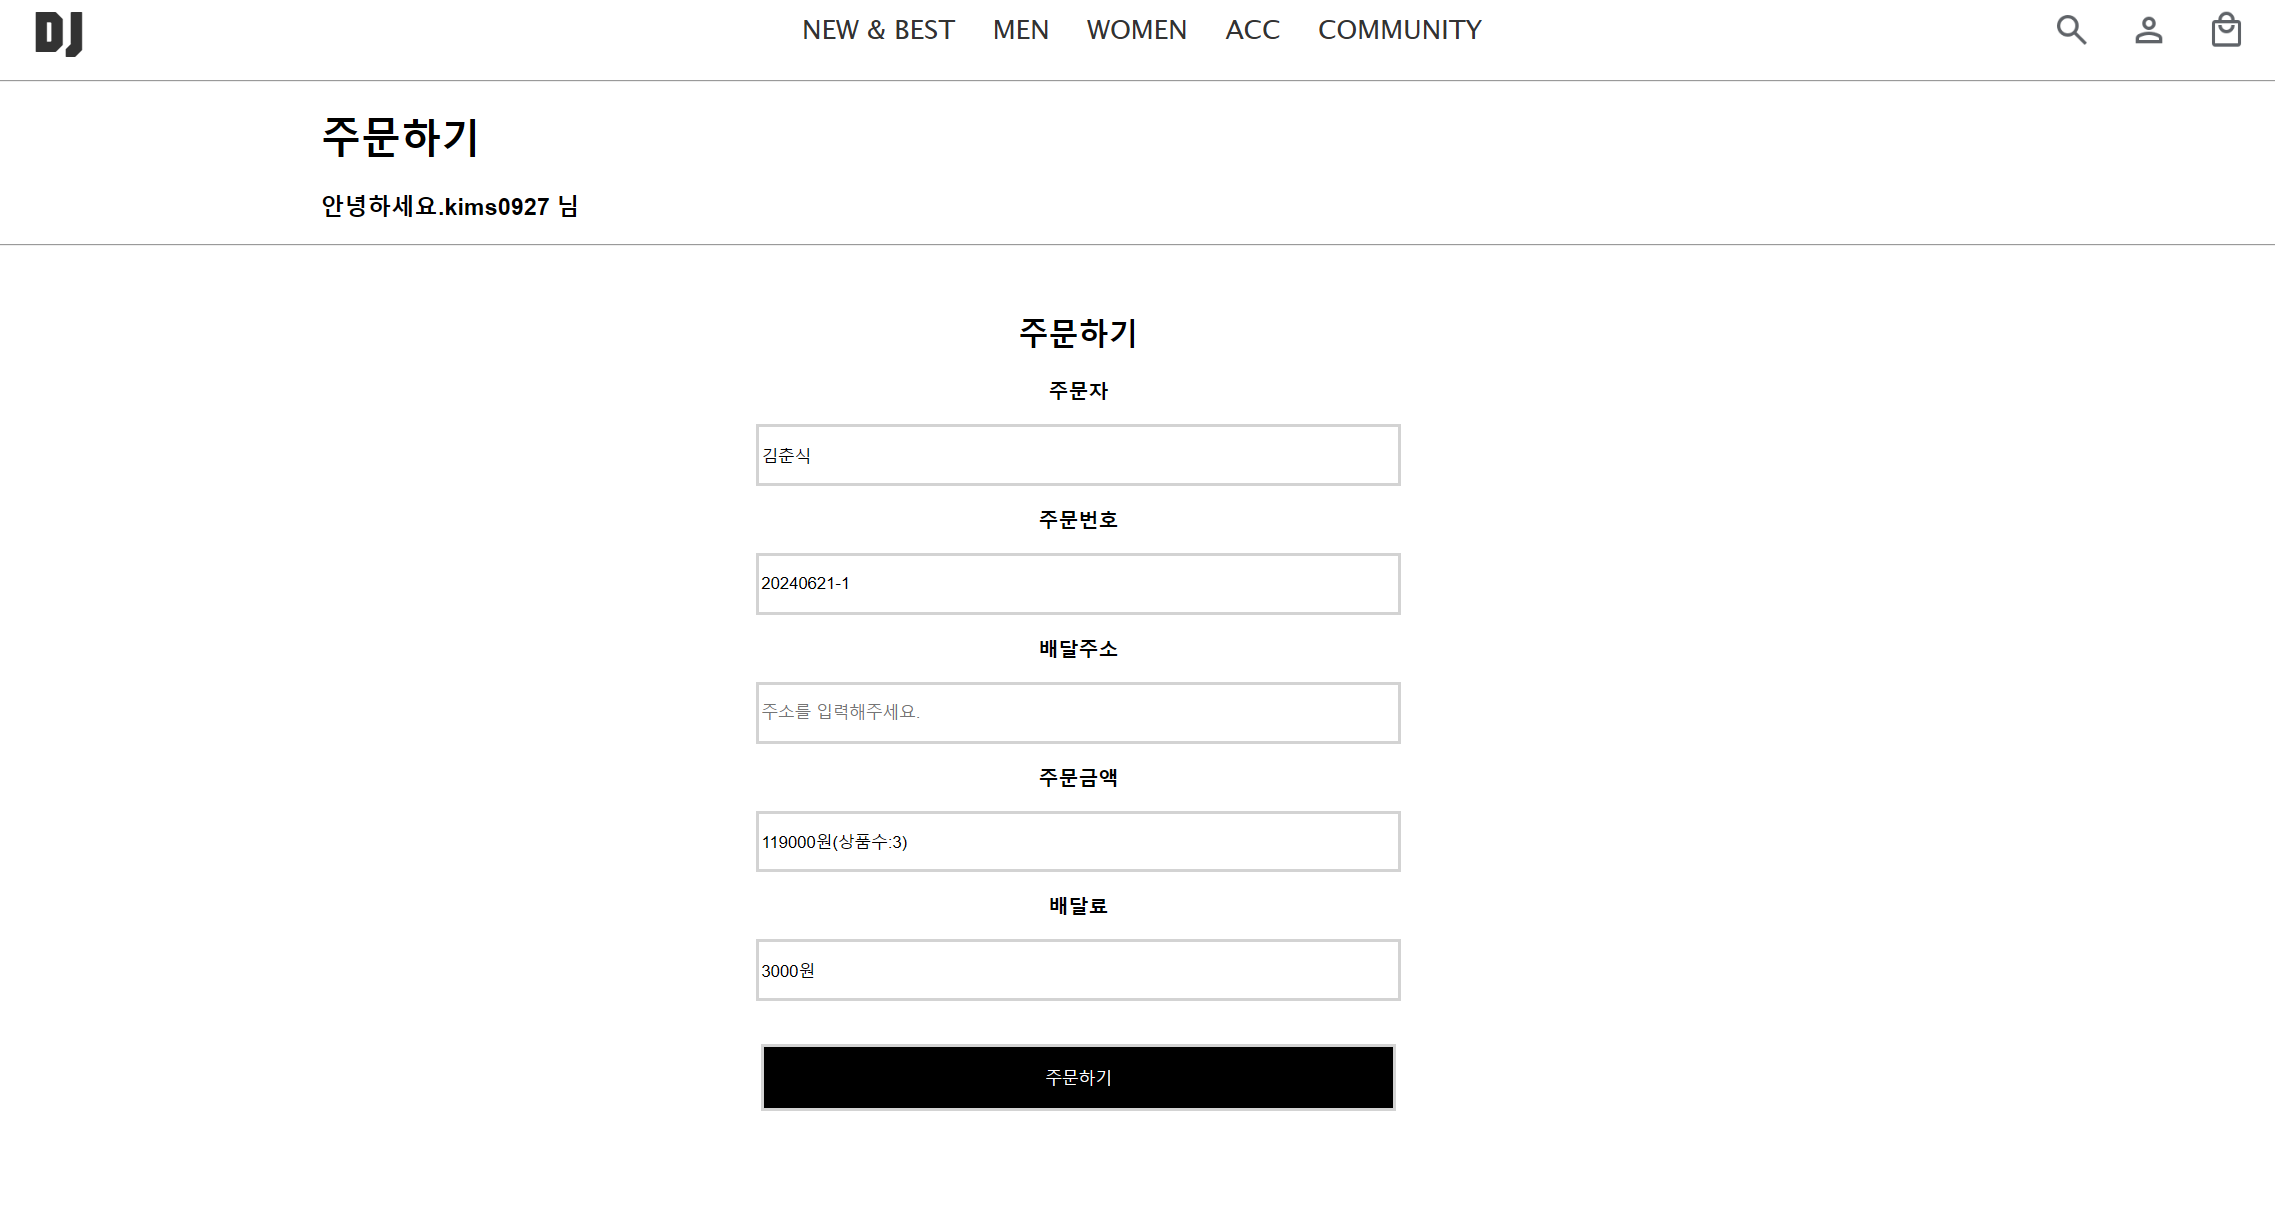 DJ
NEW & BEST MEN WOMEN ACC COMMUNITY
주문하기
안녕하세요.kims0927 님
주문하기
주문자
김춘식
주문번호
20240621-1
배달주소
주소를 입력해주세요.
주문금액
119000원(상품수:3)
배달료
3000원
주문하기